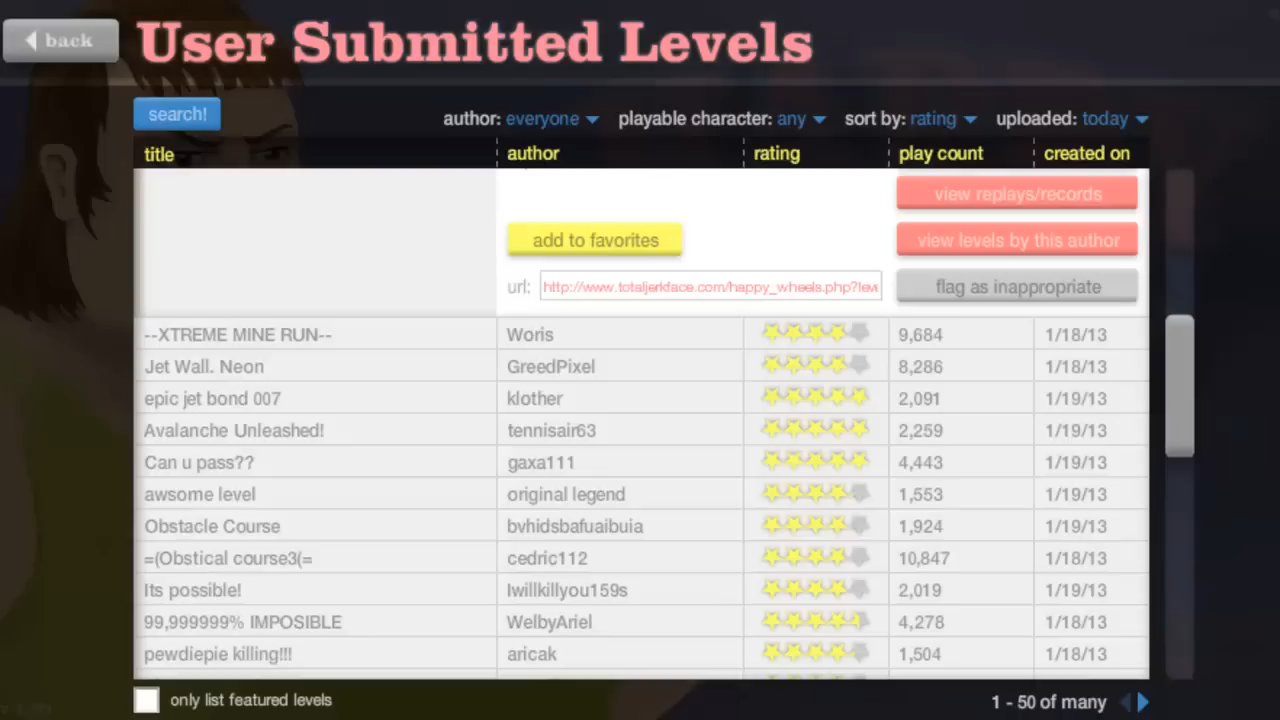 back
User Submitted Levels
search!
author: everyone playable character: any sort by: rating uploaded: today
title author rating play count created on
view replays/records
add to favorites view levels by this author
url: http://www.totaljerkface.com/happy_wheels.php?leve flag as inappropriate
--XTREME MINE RUN-- Woris 9,684 1/18/13
Jet Wall. Neon GreedPixel 8,286 1/18/13
epic jet bond 007 klother 2,091 1/19/13
Avalanche Unleashed! tennisair63 2,259 1/19/13
Can u pass?? gaxa111 4,443 1/19/13
awsome level original legend 1,553 1/19/13
Obstacle Course bvhidsbafuaibuia 1,924 1/19/13
=(Obstical course3(= cedric112 10,847 1/18/13
Its possible! Iwillkillyou159s 2,019 1/19/13
99,999999% IMPOSIBLE WelbyAriel 4,278 1/18/13
pewdiepie killing!!! aricak 1,504 1/18/13
only list featured levels 1 - 50 of many